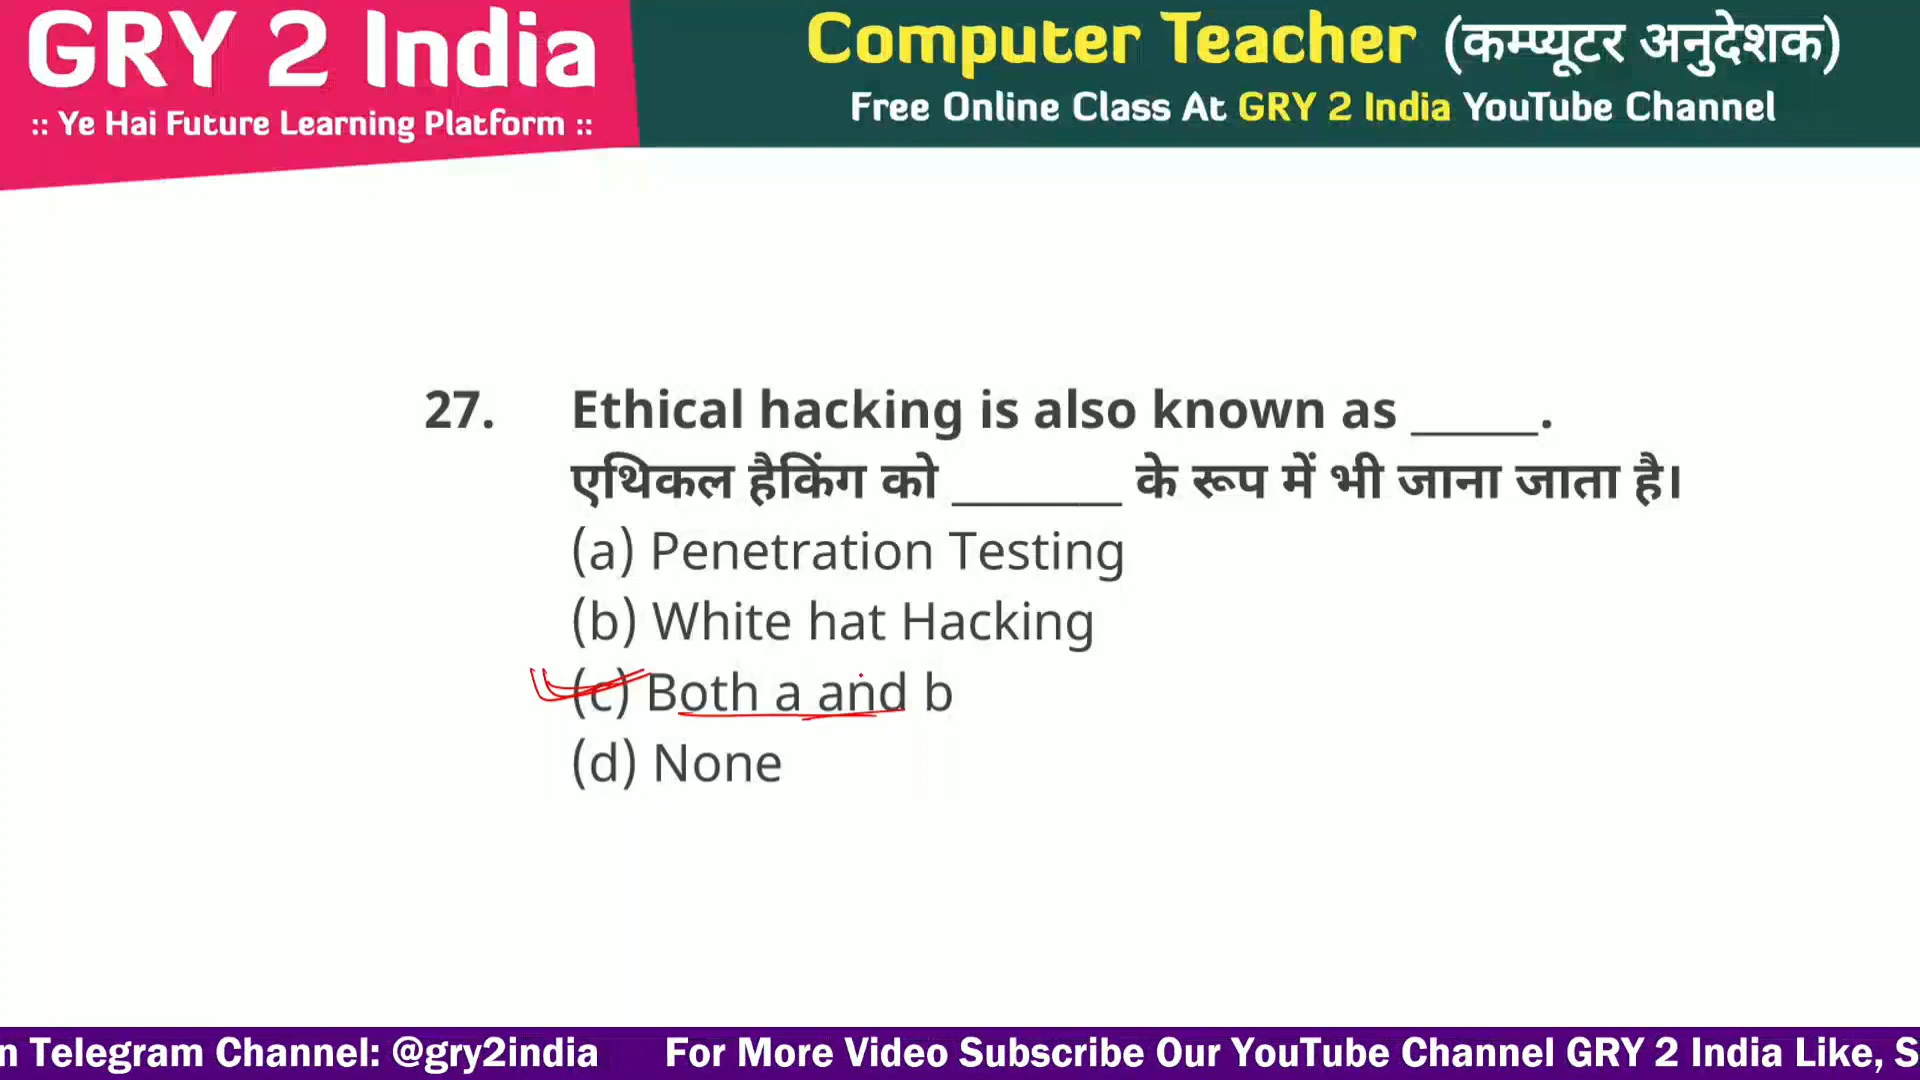 GRY 2 India
:: Ye Hai Future Learning Platform ::
Computer Teacher (कम्प्यूटर अनुदेशक)
Free Online Class At GRY 2 India YouTube Channel
27. Ethical hacking is also known as _____.
एथिकल हैकिंग को _______ के रूप में भी जाना जाता है।
(a) Penetration Testing
(b) White hat Hacking
(c) Both a and b
(d) None
n Telegram Channel: @gry2india For More Video Subscribe Our YouTube Channel GRY 2 India Like, S